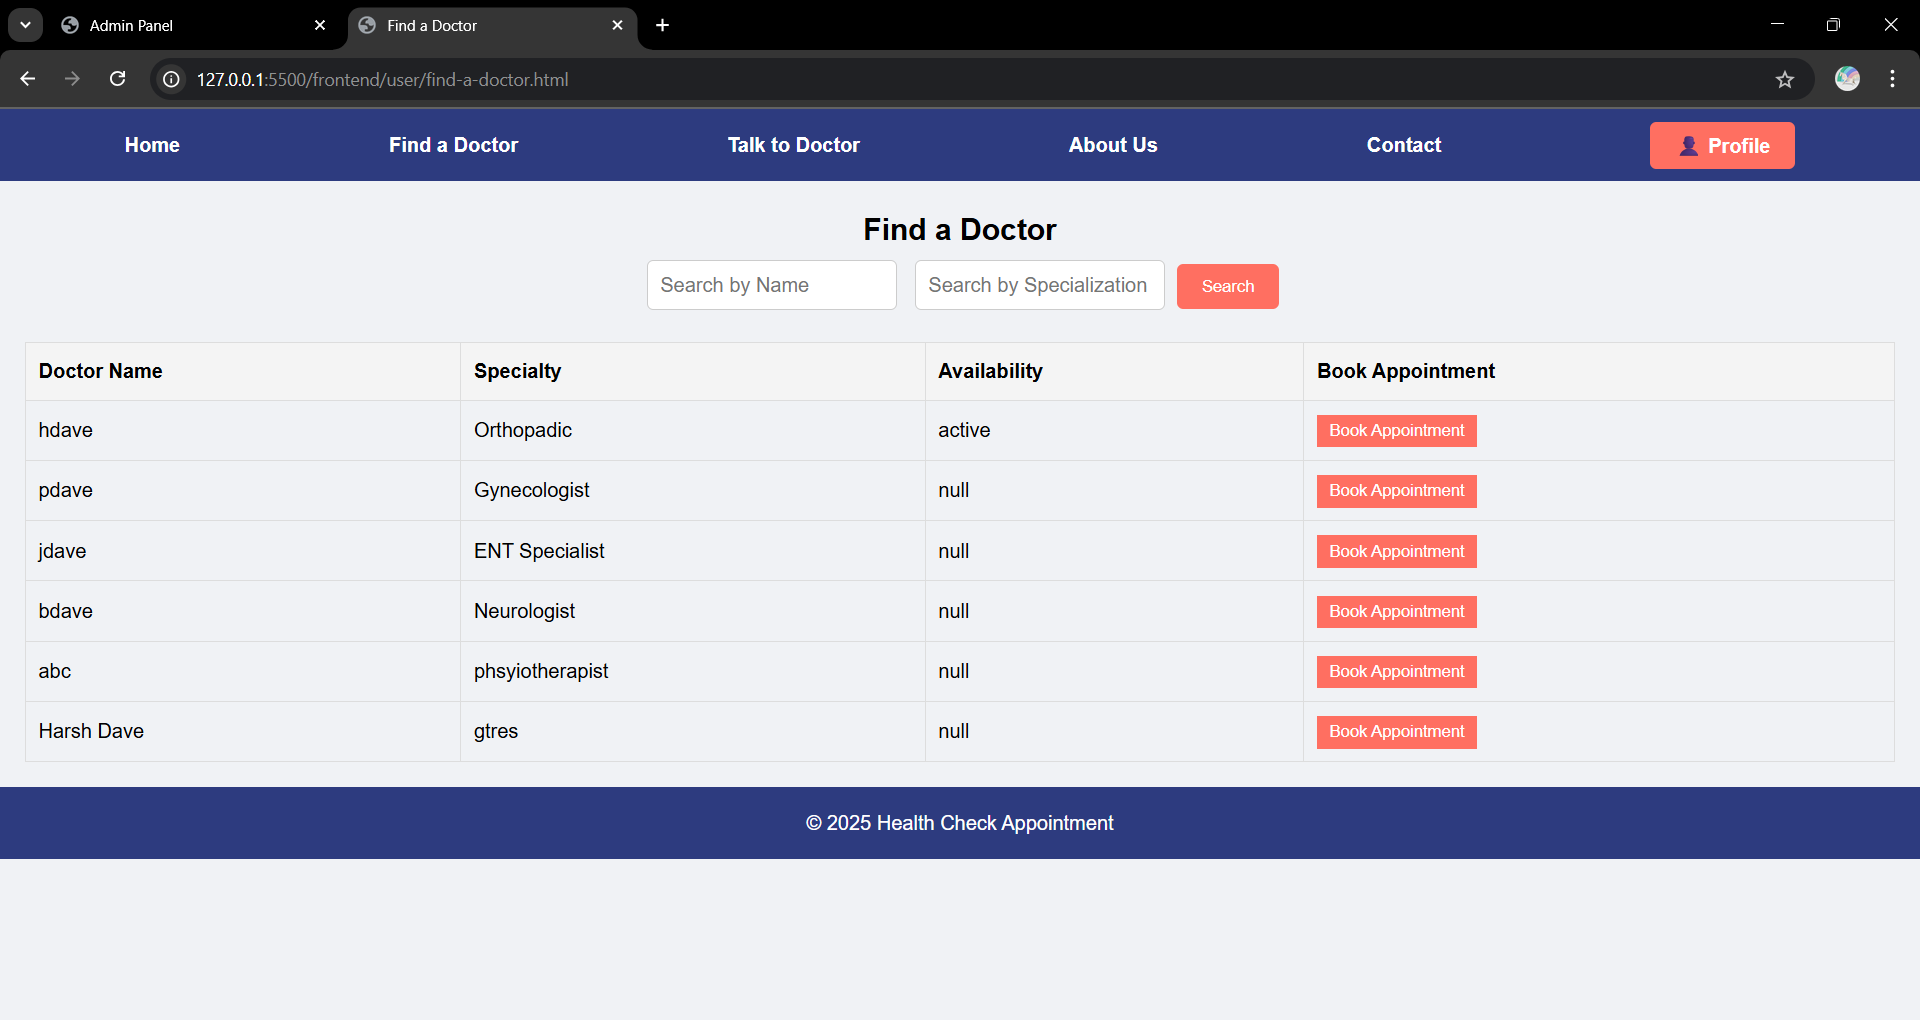 Admin Panel
Find a Doctor
127.0.0.1:5500/frontend/user/find-a-doctor.html
Home Find a Doctor Talk to Doctor About Us Contact Profile
Find a Doctor
Search by Name Search by Specialization Search
Doctor Name Specialty Availability Book Appointment
hdave Orthopadic active Book Appointment
pdave Gynecologist null Book Appointment
jdave ENT Specialist null Book Appointment
bdave Neurologist null Book Appointment
abc phsyiotherapist null Book Appointment
Harsh Dave gtres null Book Appointment
© 2025 Health Check Appointment